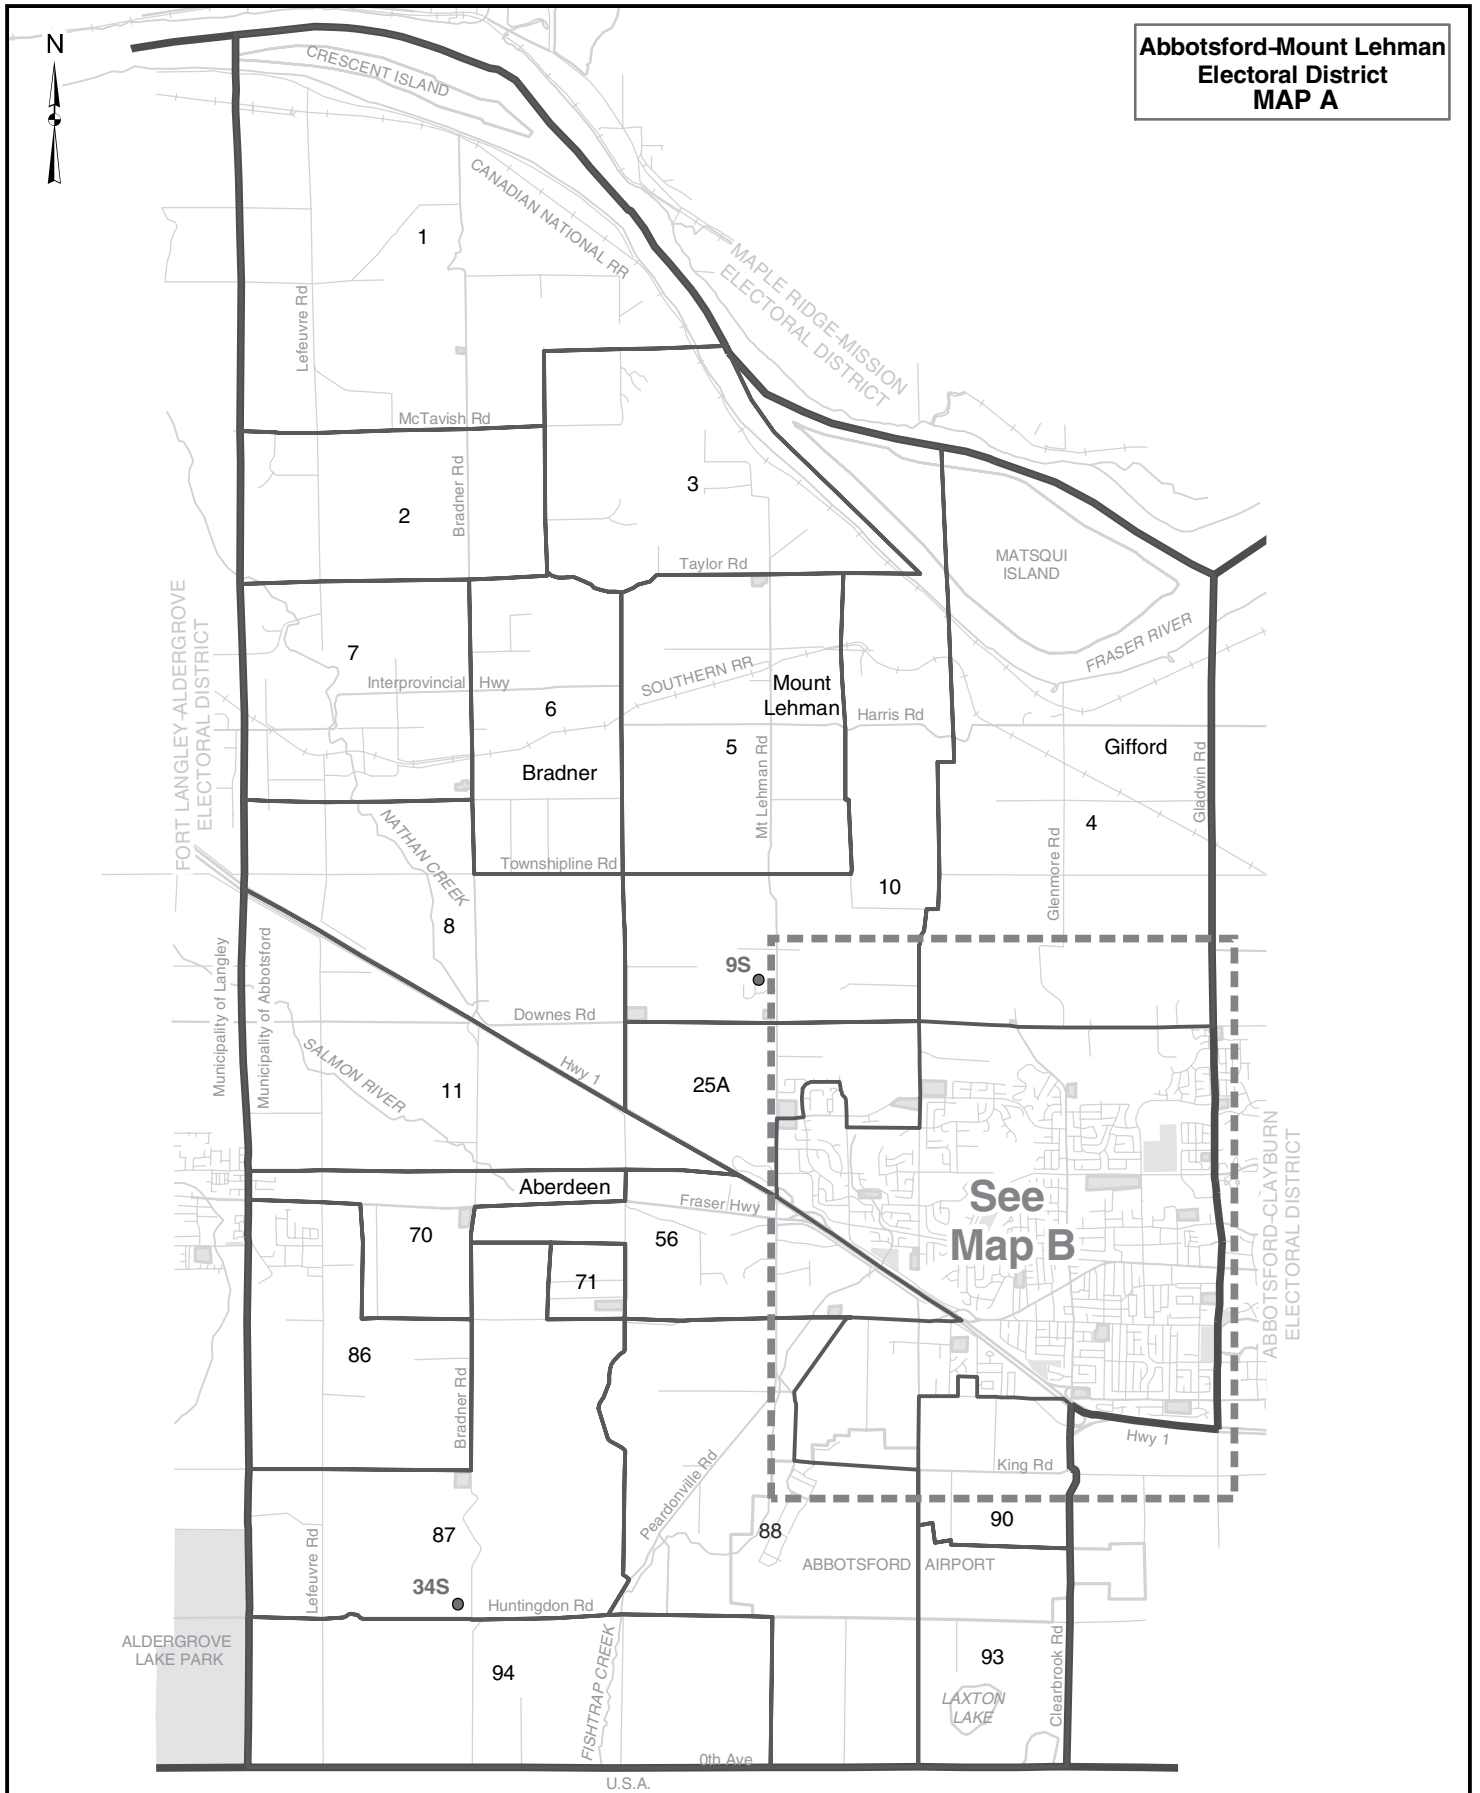 Abbotsford–Mount Lehman
Electoral District
MAP A
N
CRESCENT ISLAND
CANADIAN NATIONAL RR
1
MAPLE RIDGE-MISSION
ELECTORAL DISTRICT
Lefeuvre Rd
McTavish Rd
Bradner Rd
2
3
Taylor Rd
MATSQUI
ISLAND
FRASER RIVER
FORT LANGLEY-ALDERGROVE
ELECTORAL DISTRICT
7
Interprovincial Hwy
6
SOUTHERN RR
Mount
Lehman
Harris Rd
5
Bradner
Mt Lehman Rd
Gifford
Gladwin Rd
4
Glenmore Rd
NATHAN CREEK
Townshipline Rd
10
8
Municipality of Langley
Municipality of Abbotsford
9S
Downes Rd
SALMON RIVER
11
Hwy 1
25A
ABBOTSFORD-CLAYBURN
ELECTORAL DISTRICT
Aberdeen
Fraser Hwy
See
Map B
70
56
71
86
Bradner Rd
Peardonville Rd
Hwy 1
King Rd
87
88
90
ABBOTSFORD AIRPORT
Lefeuvre Rd
34S
Huntingdon Rd
ALDERGROVE
LAKE PARK
94
FISHTRAP CREEK
93
LAXTON
LAKE
Clearbrook Rd
0th Ave
U.S.A.